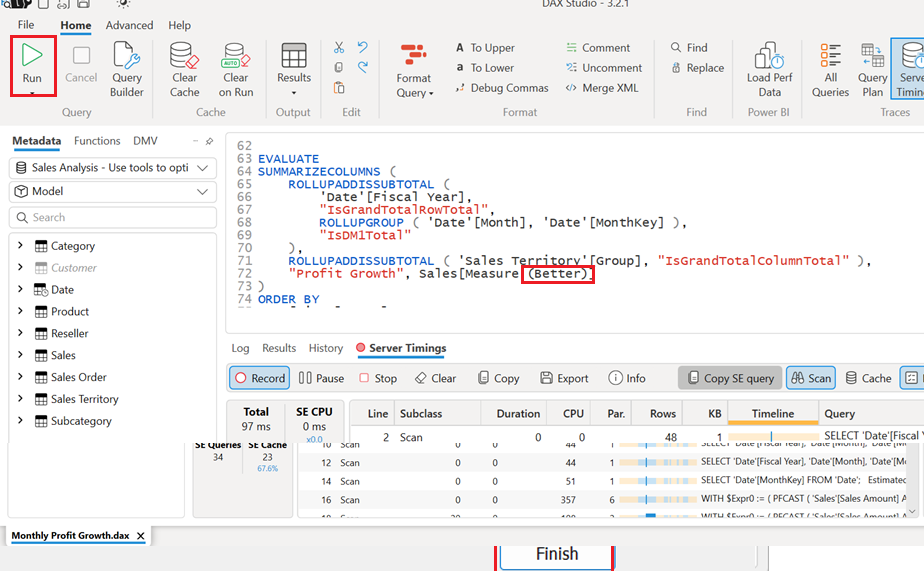 DAX Studio - 3.2.1
File Home Advanced Help
Run Cancel Query Builder
Query
Clear Cache Clear on Run
Cache
Results
Output
Edit
Format Query
To Upper
To Lower
Debug Commas
Comment
Uncomment
Merge XML
Format
Find
Replace
Find
Load Perf Data
Power BI
All Queries Query Plan Server Timin
Traces
Metadata Functions DMV
Sales Analysis - Use tools to opti
Model
Search
Category
Customer
Date
Product
Reseller
Sales
Sales Order
Sales Territory
Subcategory
62
63 EVALUATE
64 SUMMARIZECOLUMNS (
65 ROLLUPADDISSUBTOTAL (
66 'Date'[Fiscal Year],
67 "IsGrandTotalRowTotal",
68 ROLLUPGROUP ( 'Date'[Month], 'Date'[MonthKey] ),
69 "IsDM1Total"
70 ),
71 ROLLUPADDISSUBTOTAL ( 'Sales Territory'[Group], "IsGrandTotalColumnTotal" ),
72 "Profit Growth", Sales[Measure (Better)]
73 )
74 ORDER BY
Log Results History Server Timings
Record Pause Stop Clear Copy Export Info Copy SE query Scan Cache
Total SE CPU
97 ms 0 ms
x0.0
SE Queries SE Cache
34 23
67.6%
Line Subclass Duration CPU Par. Rows KB Timeline Query
2 Scan 0 0 48 1 SELECT 'Date'[Fiscal Y
10 Scan 0 0 44 1 SELECT 'Date'[Fiscal Year], 'Date'[Month], 'Date'[Mo
12 Scan 0 0 44 1 SELECT 'Date'[Fiscal Year], 'Date'[Month], 'Date'[Mo
14 Scan 0 0 51 1 SELECT 'Date'[MonthKey] FROM 'Date'; Estimated
16 Scan 0 0 357 6 WITH $Expr0 := ( PFCAST ( 'Sales'[Sales Amount] A
Monthly Profit Growth.dax
Finish